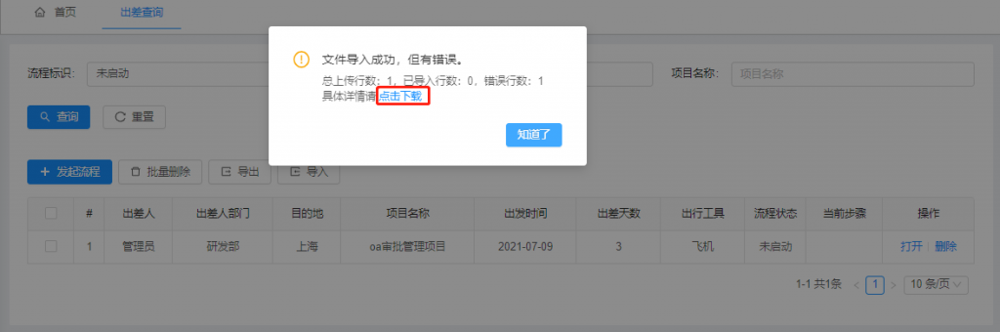 首页
出差查询
文件导入成功，但有错误。
总上传行数：1，已导入行数：0，错误行数：1
具体详情请 点击下载
知道了
流程标识：
未启动
项目名称：
项目名称
查询
重置
发起流程
批量删除
导出
导入
# 出差人 出差人部门 目的地 项目名称 出发时间 出差天数 出行工具 流程状态 当前步骤 操作
1 管理员 研发部 上海 oa审批管理项目 2021-07-09 3 飞机 未启动 打开 删除
1-1 共1条 < 1 > 10 条/页